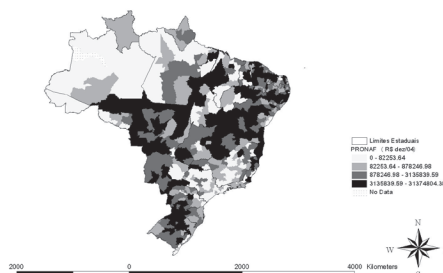 Limites Estaduais
PRONAF ( R$ dez/04)
0 - 82253.64
82253.64 - 878246.98
878246.98 - 3135839.59
3135839.59 - 31374804.38
No Data
N
W
E
S
2000 0 2000 4000 Kilometers